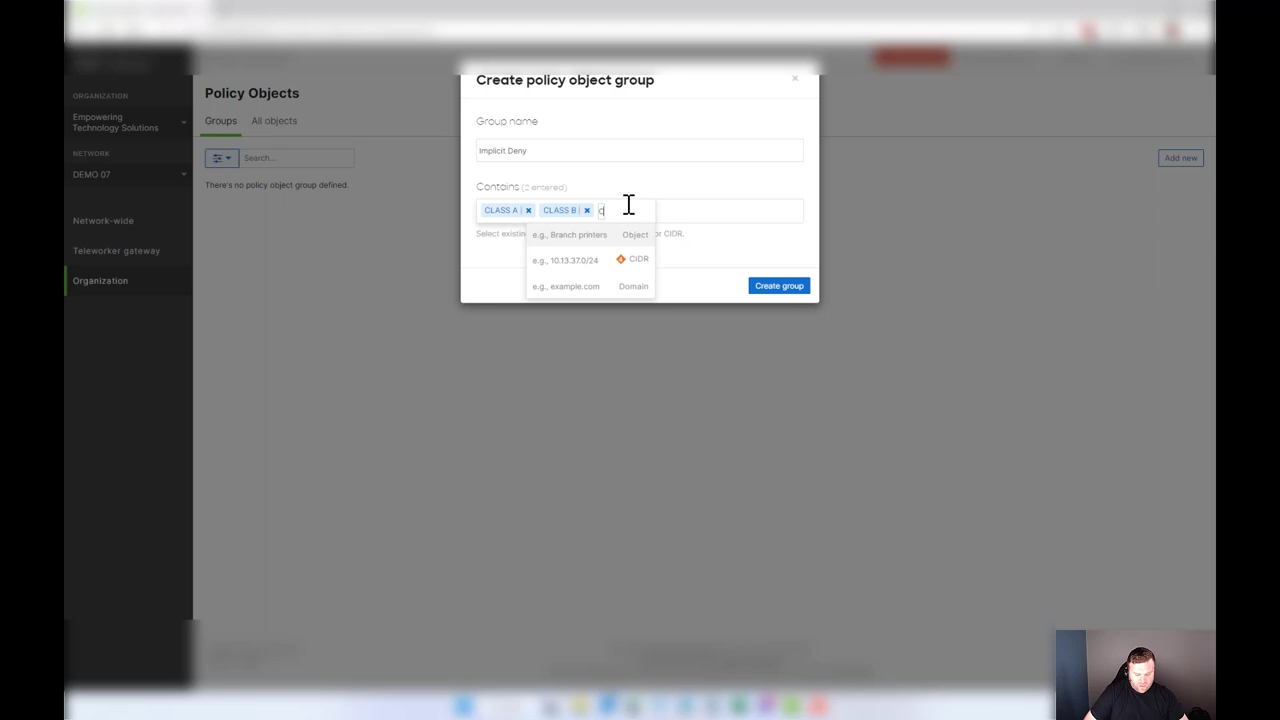 Create policy object group
×
ORGANIZATION
Empowering
Technology Solutions
NETWORK
DEMO 07
Network-wide
Teleworker gateway
Organization
Policy Objects
Groups
All objects
Search...
Add new
There's no policy object group defined.
Group name
Implicit Deny
Contains (2 entered)
CLASS A
CLASS B
Select existin
or CIDR.
e.g., Branch printers Object
e.g., 10.13.37.0/24 CIDR
e.g., example.com Domain
Create group